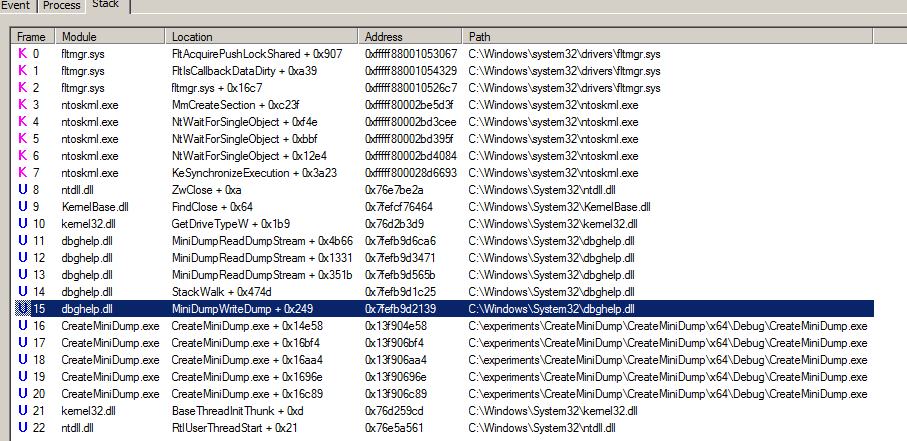 Event Process Stack
Frame Module Location Address Path
K 0 fltmgr.sys FltAcquirePushLockShared + 0x907 0xfffff88001053067 C:\Windows\system32\drivers\fltmgr.sys
K 1 fltmgr.sys FltIsCallbackDataDirty + 0xa39 0xfffff88001054329 C:\Windows\system32\drivers\fltmgr.sys
K 2 fltmgr.sys fltmgr.sys + 0x16c7 0xfffff880010526c7 C:\Windows\system32\drivers\fltmgr.sys
K 3 ntoskrnl.exe MmCreateSection + 0xc23f 0xfffff80002be5d3f C:\Windows\system32\ntoskrnl.exe
K 4 ntoskrnl.exe NtWaitForSingleObject + 0xf4e 0xfffff80002bd3cee C:\Windows\system32\ntoskrnl.exe
K 5 ntoskrnl.exe NtWaitForSingleObject + 0xbbf 0xfffff80002bd395f C:\Windows\system32\ntoskrnl.exe
K 6 ntoskrnl.exe NtWaitForSingleObject + 0x12e4 0xfffff80002bd4084 C:\Windows\system32\ntoskrnl.exe
K 7 ntoskrnl.exe KeSynchronizeExecution + 0x3a23 0xfffff800028d6693 C:\Windows\system32\ntoskrnl.exe
U 8 ntdll.dll ZwClose + 0xa 0x76e7be2a C:\Windows\System32\ntdll.dll
U 9 KernelBase.dll FindClose + 0x64 0x7fefcf76464 C:\Windows\System32\KernelBase.dll
U 10 kernel32.dll GetDriveTypeW + 0x1b9 0x76d2b3d9 C:\Windows\System32\kernel32.dll
U 11 dbghelp.dll MiniDumpReadDumpStream + 0x4b66 0x7fefb9d6ca6 C:\Windows\System32\dbghelp.dll
U 12 dbghelp.dll MiniDumpReadDumpStream + 0x1331 0x7fefb9d3471 C:\Windows\System32\dbghelp.dll
U 13 dbghelp.dll MiniDumpReadDumpStream + 0x351b 0x7fefb9d565b C:\Windows\System32\dbghelp.dll
U 14 dbghelp.dll StackWalk + 0x474d 0x7fefb9d1c25 C:\Windows\System32\dbghelp.dll
U 15 dbghelp.dll MiniDumpWriteDump + 0x249 0x7fefb9d2139 C:\Windows\System32\dbghelp.dll
U 16 CreateMiniDump.exe CreateMiniDump.exe + 0x14e58 0x13f904e58 C:\experiments\CreateMiniDump\CreateMiniDump\x64\Debug\CreateMiniDump.exe
U 17 CreateMiniDump.exe CreateMiniDump.exe + 0x16bf4 0x13f906bf4 C:\experiments\CreateMiniDump\CreateMiniDump\x64\Debug\CreateMiniDump.exe
U 18 CreateMiniDump.exe CreateMiniDump.exe + 0x16aa4 0x13f906aa4 C:\experiments\CreateMiniDump\CreateMiniDump\x64\Debug\CreateMiniDump.exe
U 19 CreateMiniDump.exe CreateMiniDump.exe + 0x1696e 0x13f90696e C:\experiments\CreateMiniDump\CreateMiniDump\x64\Debug\CreateMiniDump.exe
U 20 CreateMiniDump.exe CreateMiniDump.exe + 0x16c89 0x13f906c89 C:\experiments\CreateMiniDump\CreateMiniDump\x64\Debug\CreateMiniDump.exe
U 21 kernel32.dll BaseThreadInitThunk + 0xd 0x76d259cd C:\Windows\System32\kernel32.dll
U 22 ntdll.dll RtlUserThreadStart + 0x21 0x76e5a561 C:\Windows\System32\ntdll.dll